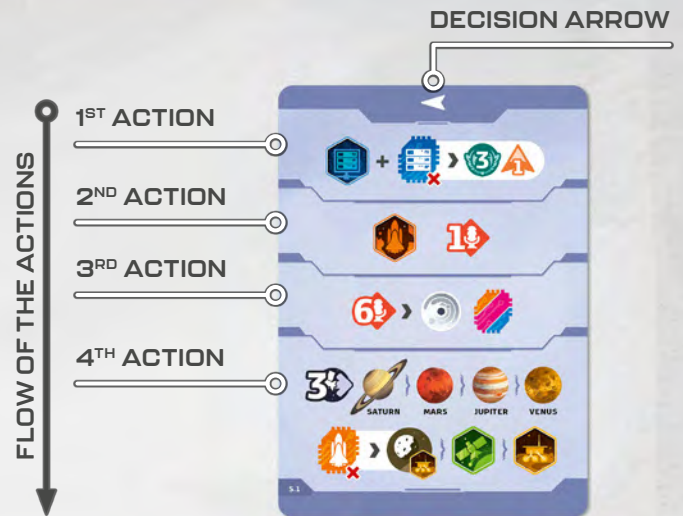 DECISION ARROW
1ST ACTION
3 1
2ND ACTION
1
3RD ACTION
6
4TH ACTION
3
SATURN MARS JUPITER VENUS
S.1
FLOW OF THE ACTIONS